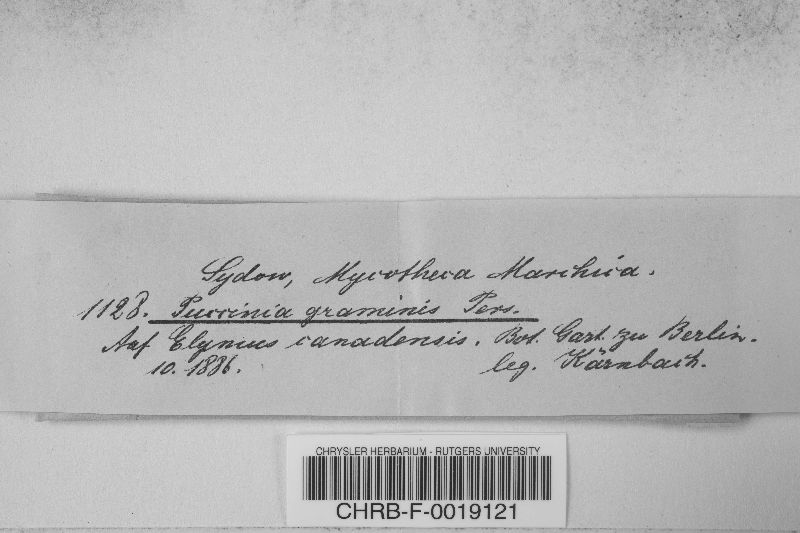 Sydow, Mycotheca Marchica.
1128. Puccinia graminis Pers.
Auf Elymus canadensis. Bot. Gart. zu Berlin.
10. 1886. leg. Kärnbach.
CHRYSLER HERBARIUM - RUTGERS UNIVERSITY
CHRB-F-0019121